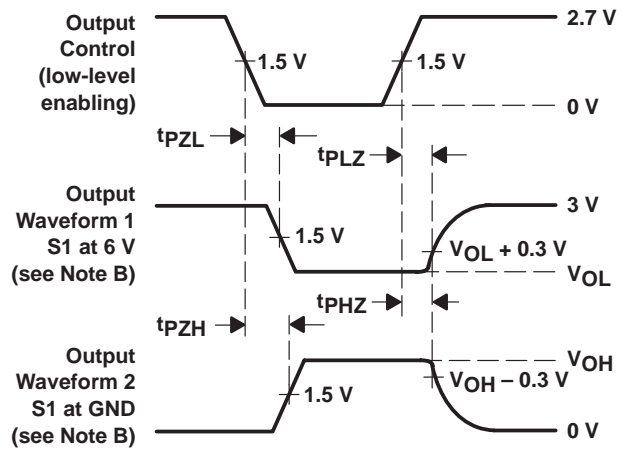 Output
Control
(low-level
enabling)
2.7 V
1.5 V
1.5 V
0 V
tPZL
tPLZ
Output
Waveform 1
S1 at 6 V
(see Note B)
3 V
1.5 V
VOL + 0.3 V
VOL
tPHZ
tPZH
Output
Waveform 2
S1 at GND
(see Note B)
VOH
VOH – 0.3 V
1.5 V
0 V